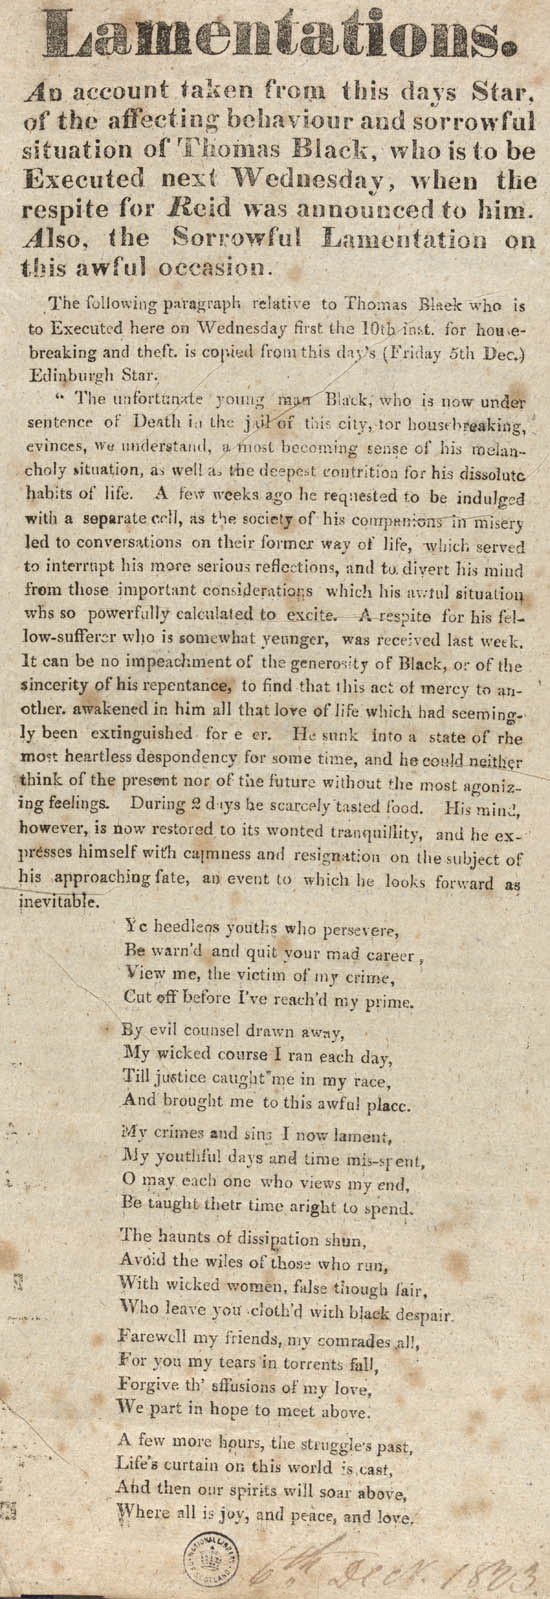 Lamentations.
An account taken from this days Star,
of the affecting behaviour and sorrowful
situation of Thomas Black, who is to be
Executed next Wednesday, when the
respite for Reid was announced to him.
Also, the Sorrowful Lamentation on
this awful occasion.
The following paragraph relative to Thomas Black who is
to Executed here on Wednesday first the 10th inst. for house-
breaking and theft. is copied from this day's (Friday 5th Dec.)
Edinburgh Star.
" The unfortunate young man Black, who is now under
sentence of Death in the jail of this city, for housebreaking,
evinces, we understand, a most becoming sense of his melan-
choly situation, as well as the deepest contrition for his dissolute
habits of life. A few weeks ago he requested to be indulged
with a separate cell, as the society of his companions in misery
led to conversations on their former way of life, which served
to interrupt his more serious reflections, and to divert his mind
from those important considerations which his awful situation
whs so powerfully calculated to excite. A respite for his fel-
low-sufferer who is somewhat yeunger, was received last week.
It can be no impeachment of the generosity of Black, or of the
sincerity of his repentance, to find that this act of mercy to an-
other. awakened in him all that love of life which had seeming-
ly been extinguished for e er. He sunk into a state of rhe
most heartless despondency for some time, and he could neither
think of the present nor of the future without the most agoniz-
ing feelings. During 2 days he scarcely tasted food. His mind,
however, is now restored to its wonted tranquillity, and he ex-
presses himself with calmness and resignation on the subject of
his approaching fate, an event to which he looks forward as
inevitable.
Ye heedless youths who persevere,
Be warn'd and quit your mad career,
View me, the victim of my crime,
Cut off before I've reach'd my prime.
By evil counsel drawn away,
My wicked course I ran each day,
Till justice caught me in my race,
And brought me to this awful place.
My crimes and sins I now lament,
My youthful days and time mis-spent,
O may each one who views my end,
Be taught thetr time aright to spend.
The haunts of dissipation shun,
Avoid the wiles of those who run,
With wicked women, false though fair,
Who leave you cloth'd with black despair.
Farewell my friends, my comrades all,
For you my tears in torrents fall,
Forgive th' effusions of my love,
We part in hope to meet above.
A few more hours, the struggle's past,
Life's curtain on this world is cast,
And then our spirits will soar above,
Where all is joy, and peace, and love.
NATIONAL LIBRARY
SCOTLAND
6th Decr. 1823.